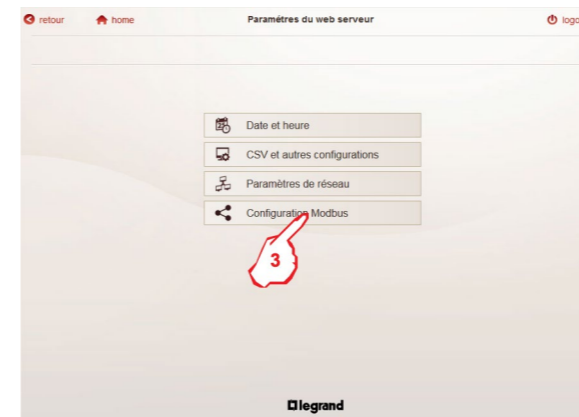 retour home Paramétres du web serveur logo
Date et heure
CSV et autres configurations
Paramètres de réseau
Configuration Modbus
3
legrand